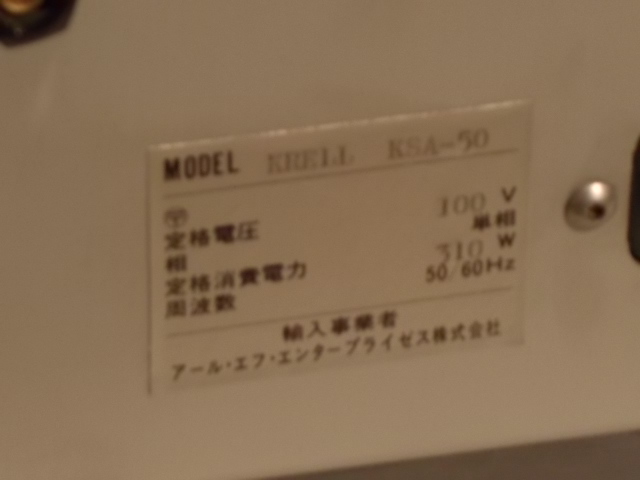 MODEL KRELL KSA-50
〒
定格電圧 100 V
相 単相
定格消費電力 310 W
周波数 50/60Hz
輸入事業者
アール・エフ・エンタープライゼス株式会社